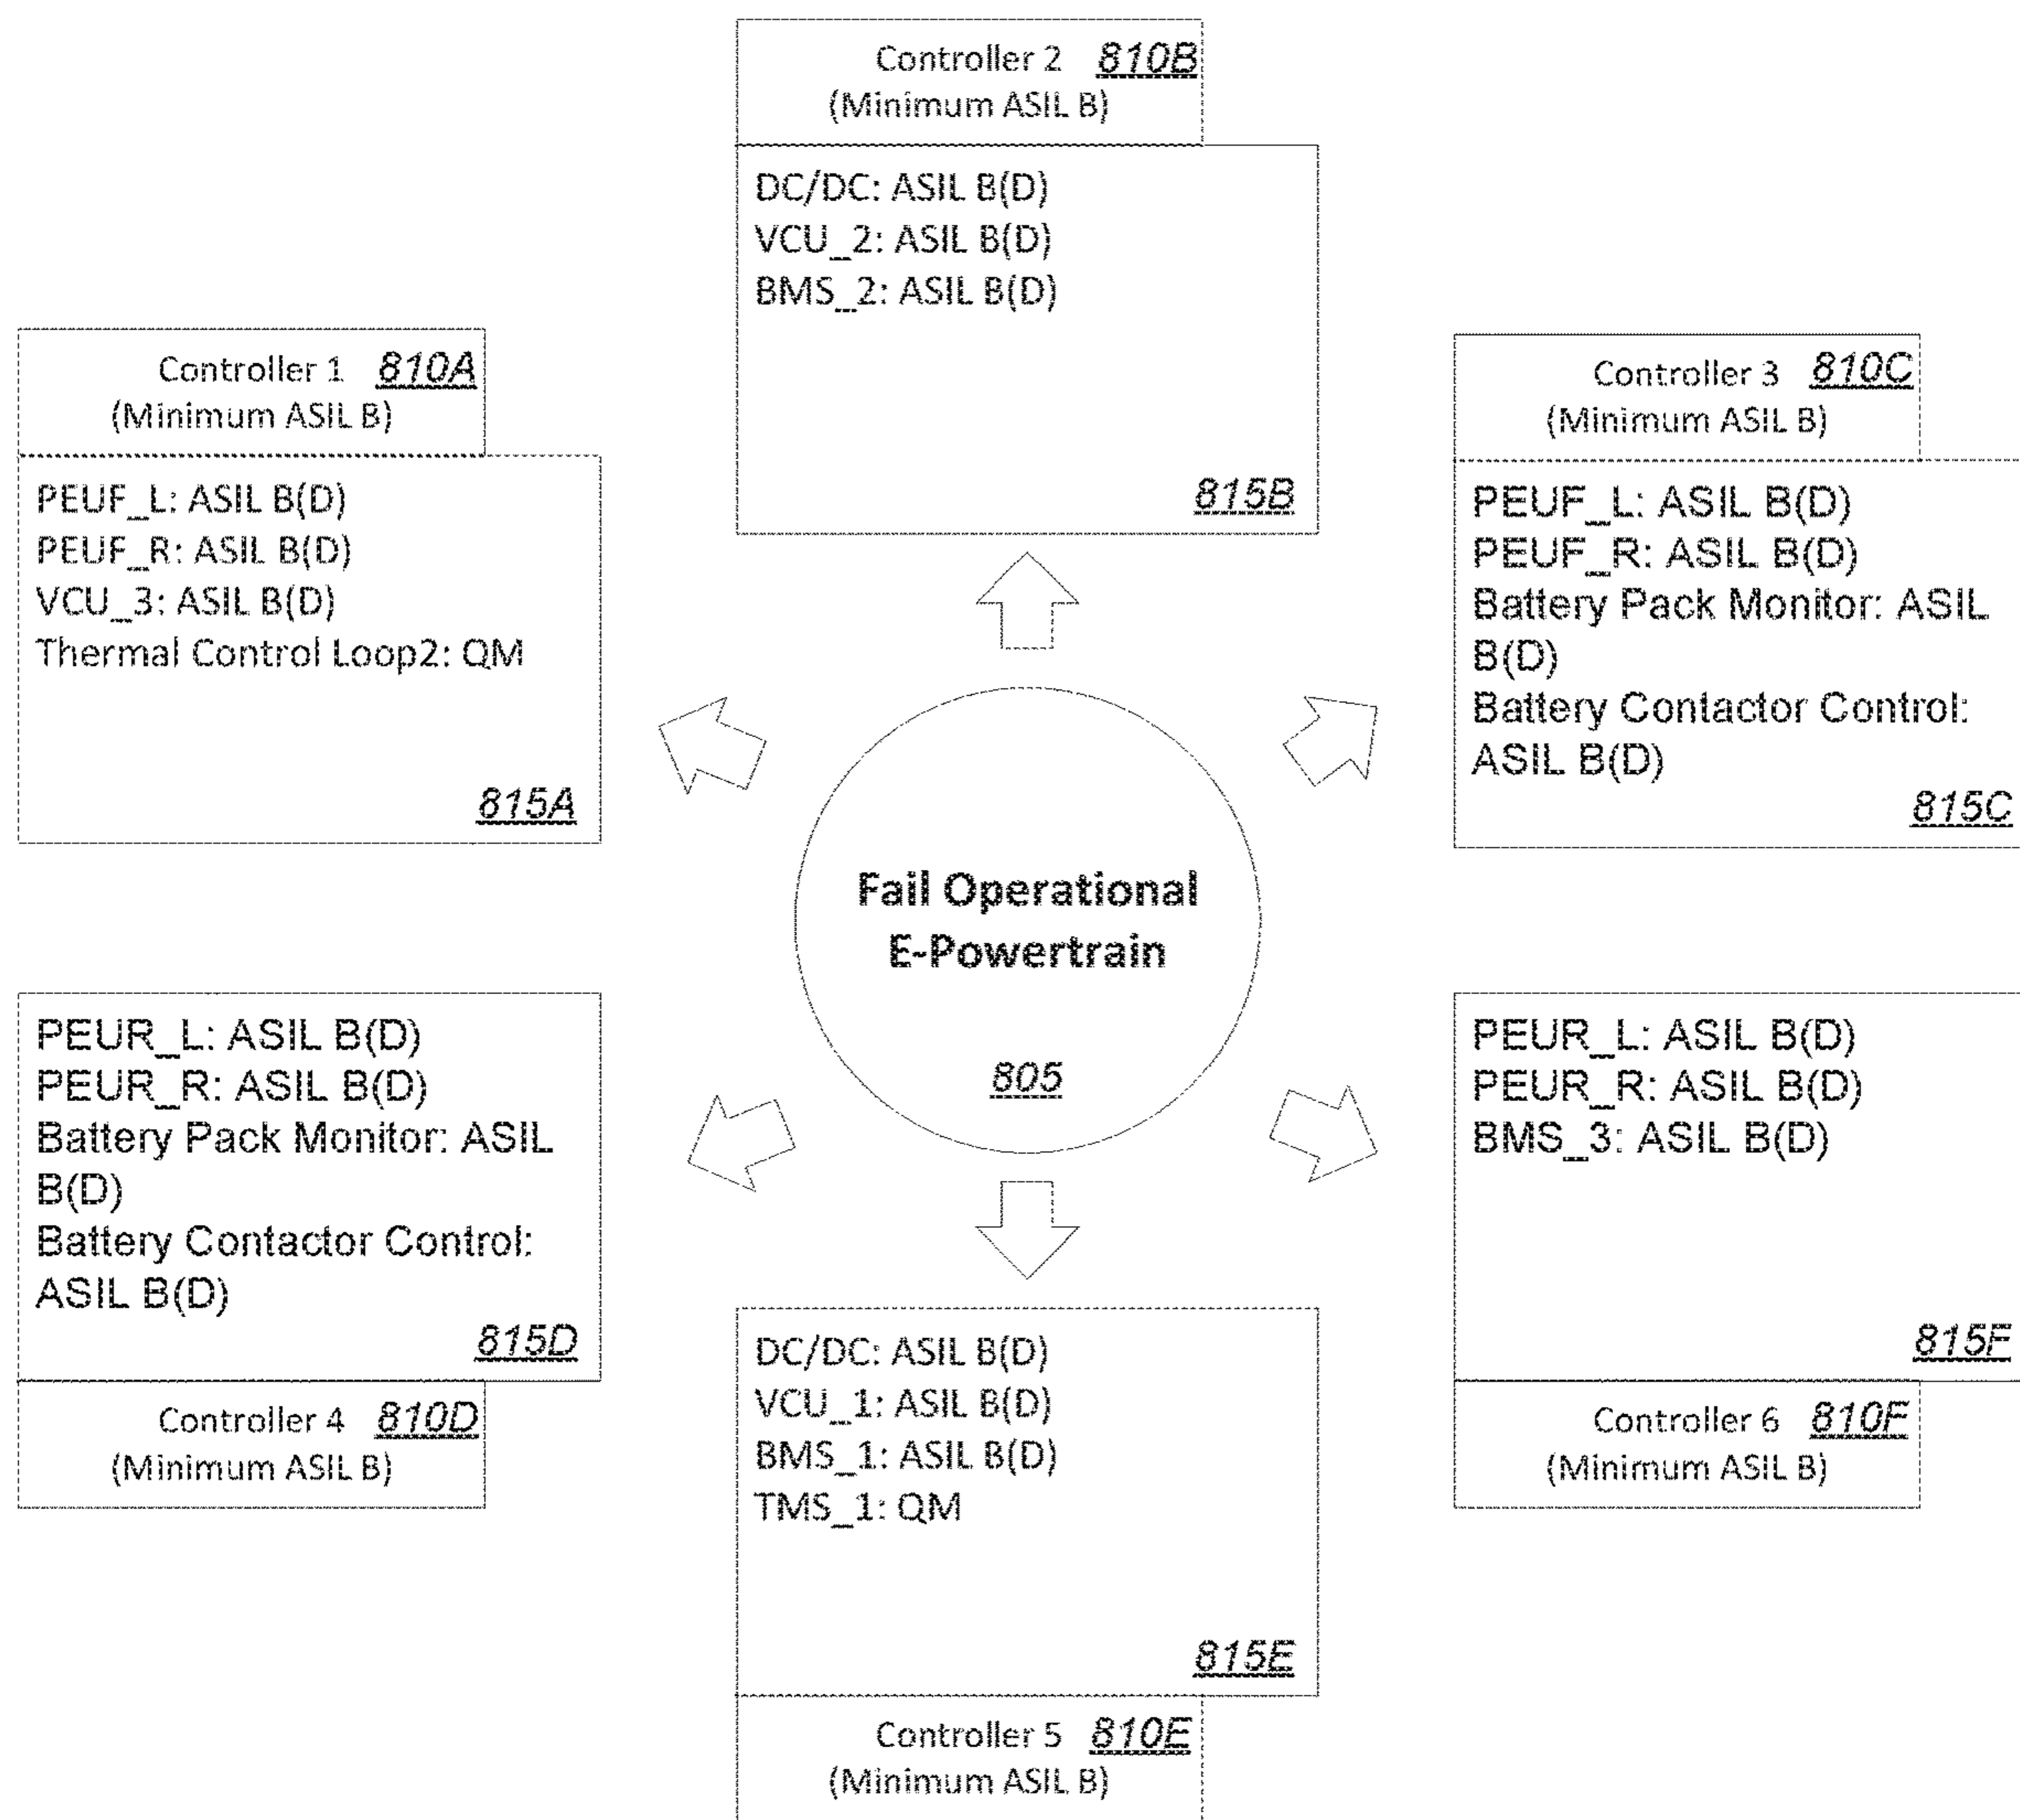 Controller 2 810B
(Minimum ASIL B)
DC/DC: ASIL B(D)
VCU_2: ASIL B(D)
BMS_2: ASIL B(D)
815B
Controller 1 810A
(Minimum ASIL B)
PEUF_L: ASIL B(D)
PEUF_R: ASIL B(D)
VCU_3: ASIL B(D)
Thermal Control Loop2: QM
815A
Controller 3 810C
(Minimum ASIL B)
PEUF_L: ASIL B(D)
PEUF_R: ASIL B(D)
Battery Pack Monitor: ASIL
B(D)
Battery Contactor Control:
ASIL B(D)
815C
Fail Operational
E-Powertrain
805
PEUR_L: ASIL B(D)
PEUR_R: ASIL B(D)
Battery Pack Monitor: ASIL
B(D)
Battery Contactor Control:
ASIL B(D)
815D
Controller 4 810D
(Minimum ASIL B)
PEUR_L: ASIL B(D)
PEUR_R: ASIL B(D)
BMS_3: ASIL B(D)
815F
Controller 6 810F
(Minimum ASIL B)
DC/DC: ASIL B(D)
VCU_1: ASIL B(D)
BMS_1: ASIL B(D)
TMS_1: QM
815E
Controller 5 810E
(Minimum ASIL B)